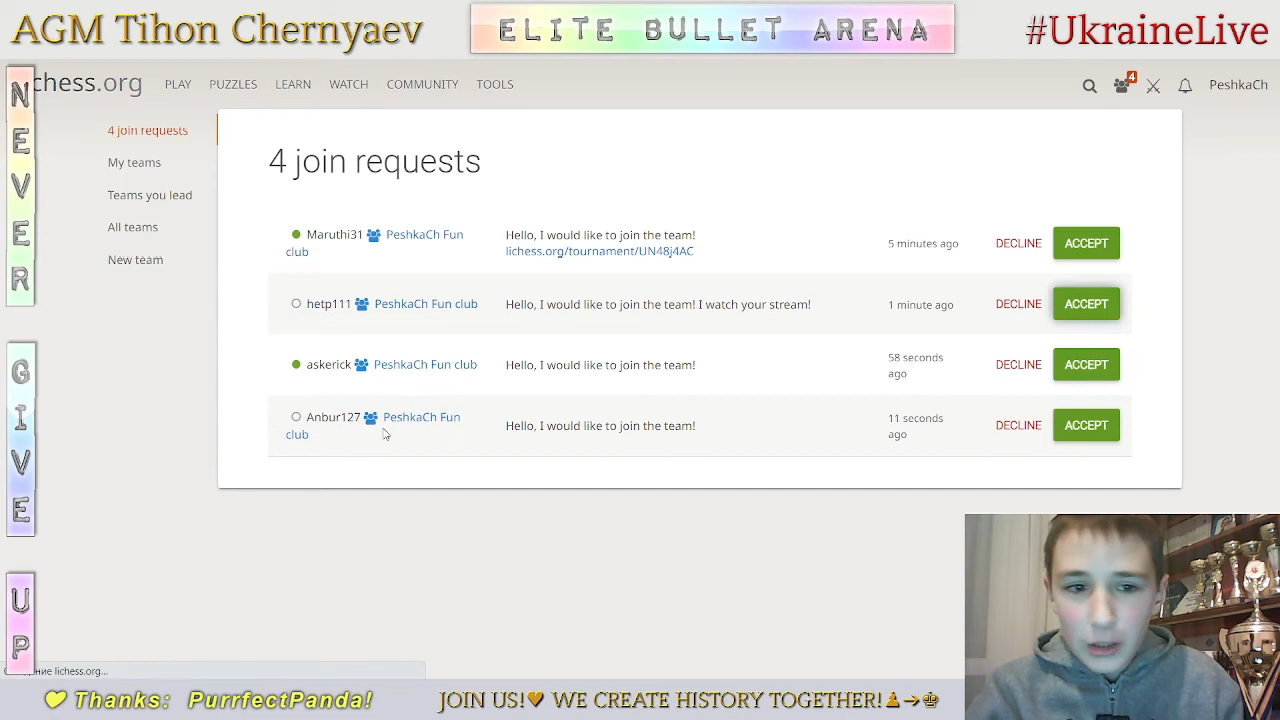 AGM Tihon Chernyaev
ELITE BULLET ARENA
#UkraineLive
NEVER
GIVE
UP
chess.org
PLAY PUZZLES LEARN WATCH COMMUNITY TOOLS
4
PeshkaCh
4 join requests
My teams
Teams you lead
All teams
New team
4 join requests
Maruthi31 PeshkaCh Fun club
Hello, I would like to join the team!
lichess.org/tournament/UN48j4AC
5 minutes ago
DECLINE ACCEPT
hetp111 PeshkaCh Fun club
Hello, I would like to join the team! I watch your stream!
1 minute ago
DECLINE ACCEPT
askerick PeshkaCh Fun club
Hello, I would like to join the team!
58 seconds ago
DECLINE ACCEPT
Anbur127 PeshkaCh Fun club
Hello, I would like to join the team!
11 seconds ago
DECLINE ACCEPT
lichess.org...
Thanks: PurrfectPanda!
JOIN US! WE CREATE HISTORY TOGETHER!